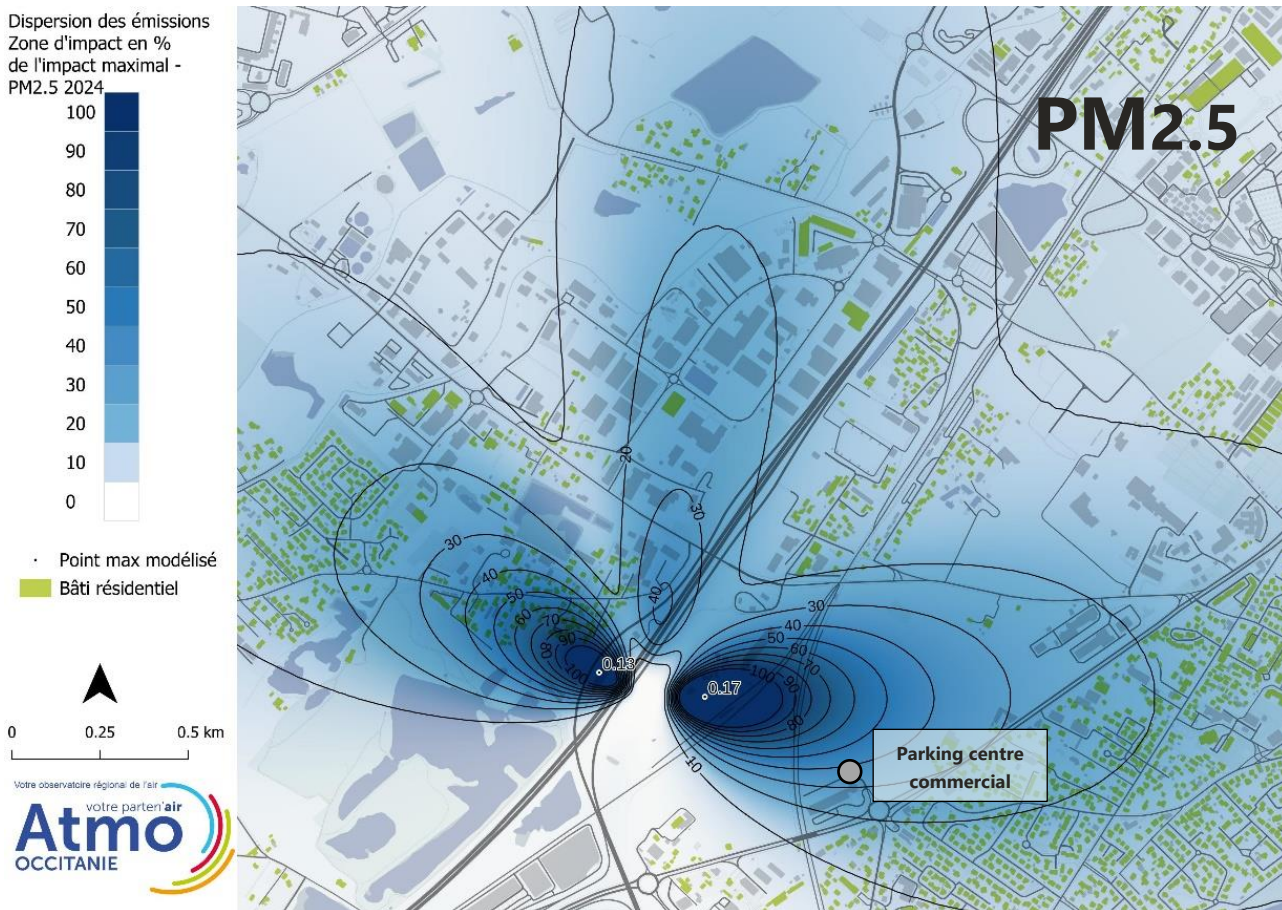 Dispersion des émissions
Zone d'impact en %
de l'impact maximal -
PM2.5 2024
100
90
80
70
60
50
40
30
20
10
0
Point max modélisé
Bâti résidentiel
0
0.25
0.5 km
Votre observatoire régional de l'air
votre parten'air
Atmo
OCCITANIE
PM2.5
20
30
40
30
40
50
60
70
80
90
100
0.13
30
40
50
60
70
80
90
100
0.17
10
Parking centre
commercial